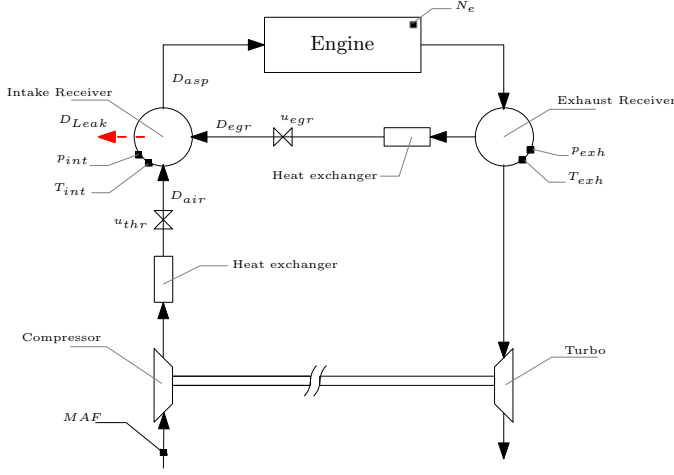 N_e
Engine
D_asp
Intake Receiver
Exhaust Receiver
D_Leak
D_egr
u_egr
p_int
p_exh
T_int
Heat exchanger
T_exh
D_air
u_thr
Heat exchanger
Compressor
Turbo
MAF